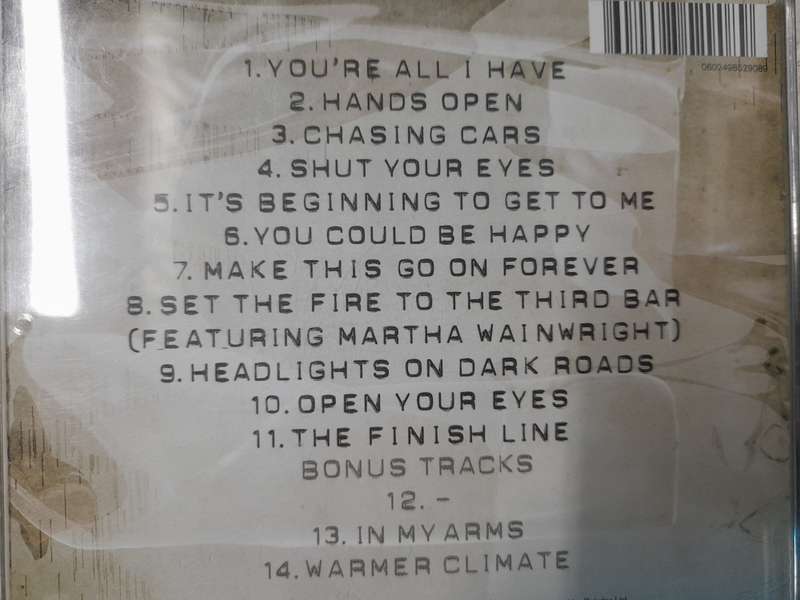 0602498529089
1. YOU'RE ALL I HAVE
2. HANDS OPEN
3. CHASING CARS
4. SHUT YOUR EYES
5. IT'S BEGINNING TO GET TO ME
6. YOU COULD BE HAPPY
7. MAKE THIS GO ON FOREVER
8. SET THE FIRE TO THE THIRD BAR
(FEATURING MARTHA WAINWRIGHT)
9. HEADLIGHTS ON DARK ROADS
10. OPEN YOUR EYES
11. THE FINISH LINE
BONUS TRACKS
12. -
13. IN MY ARMS
14. WARMER CLIMATE